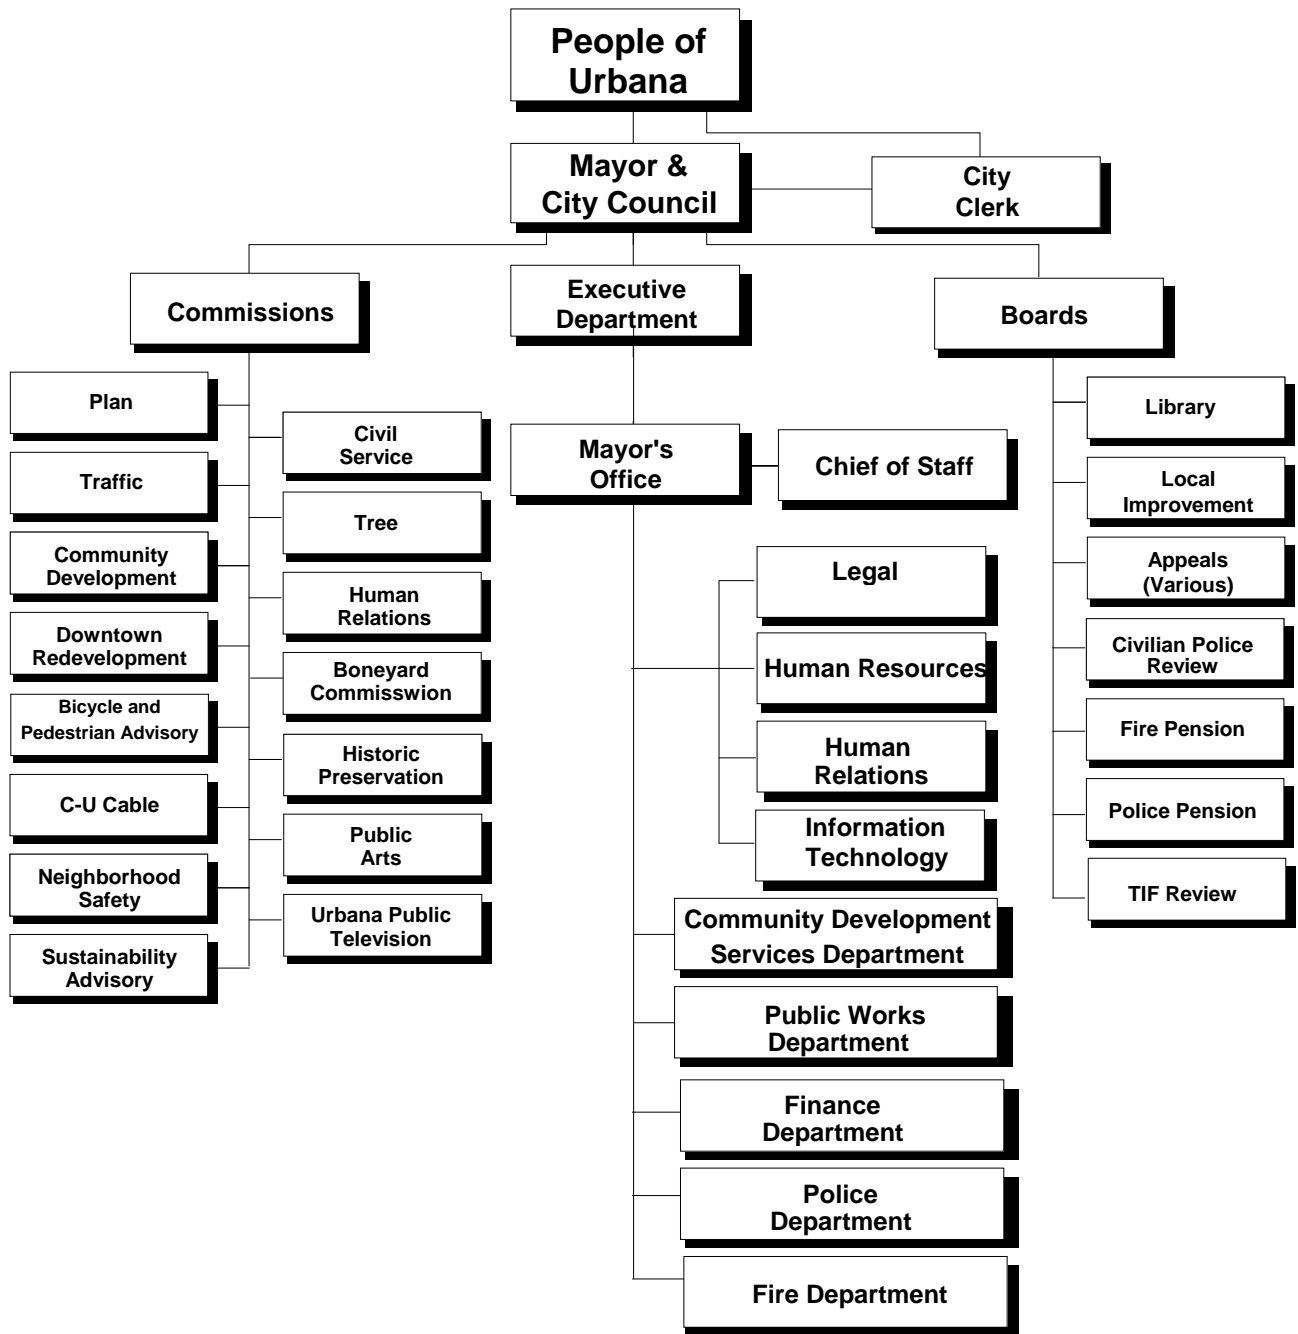 People of
Urbana
Mayor &
City Council
City
Clerk
Commissions
Executive
Department
Boards
Plan
Traffic
Community
Development
Downtown
Redevelopment
Bicycle and
Pedestrian Advisory
C-U Cable
Neighborhood
Safety
Sustainability
Advisory
Civil
Service
Tree
Human
Relations
Boneyard
Commisswion
Historic
Preservation
Public
Arts
Urbana Public
Television
Mayor's
Office
Chief of Staff
Legal
Human Resources
Human
Relations
Information
Technology
Community Development
Services Department
Public Works
Department
Finance
Department
Police
Department
Fire Department
Library
Local
Improvement
Appeals
(Various)
Civilian Police
Review
Fire Pension
Police Pension
TIF Review